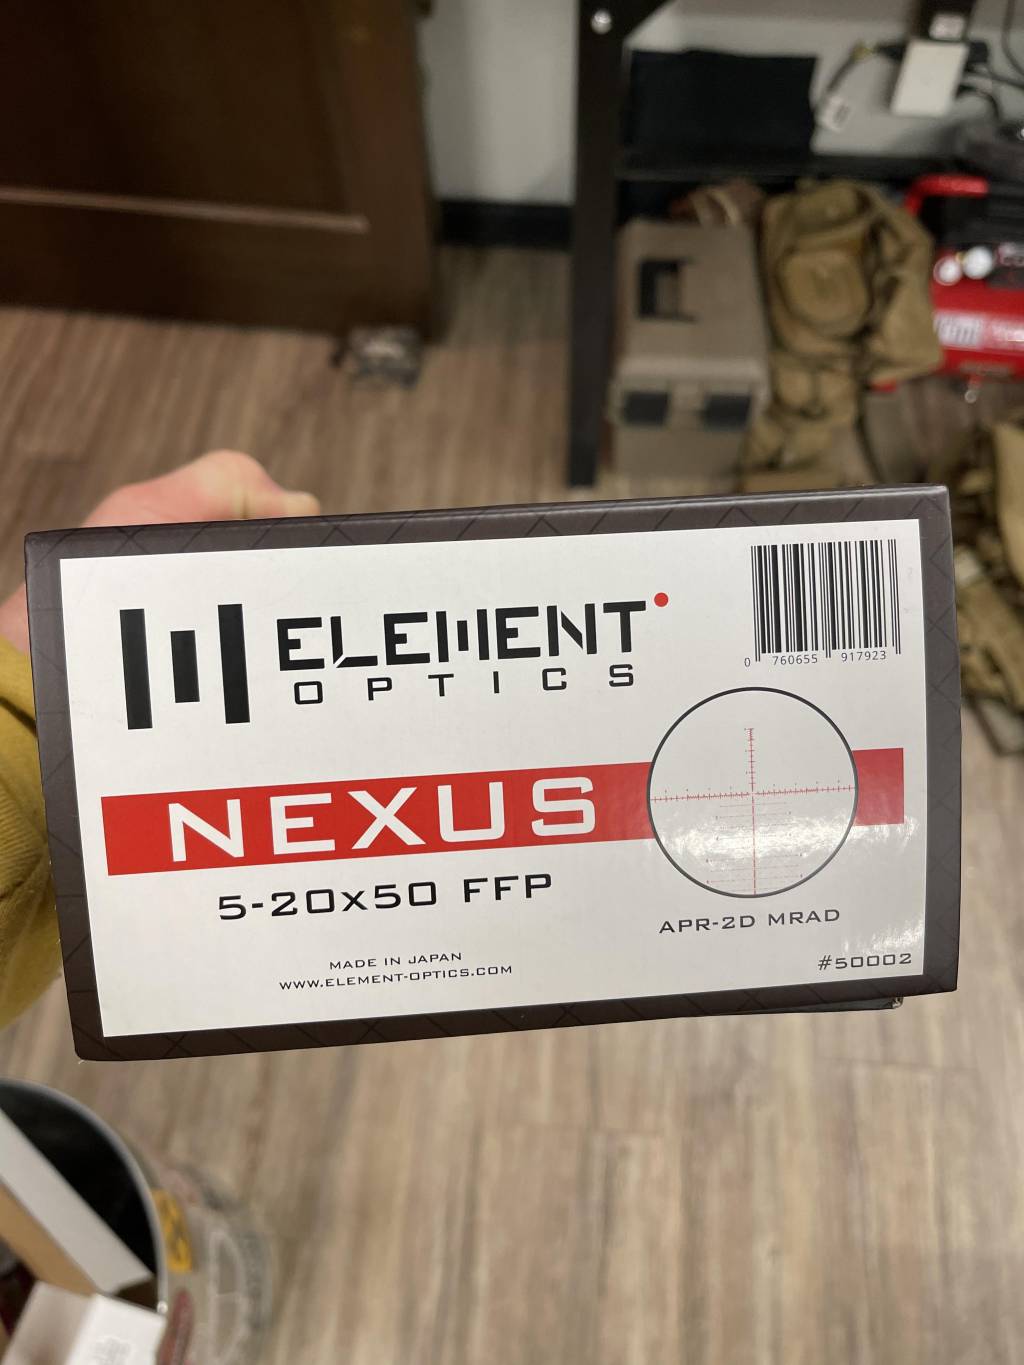 ELEMENT
OPTICS
0 760655 917923
NEXUS
5-20x50 FFP
APR-2D MRAD
MADE IN JAPAN
WWW.ELEMENT-OPTICS.COM
#50002